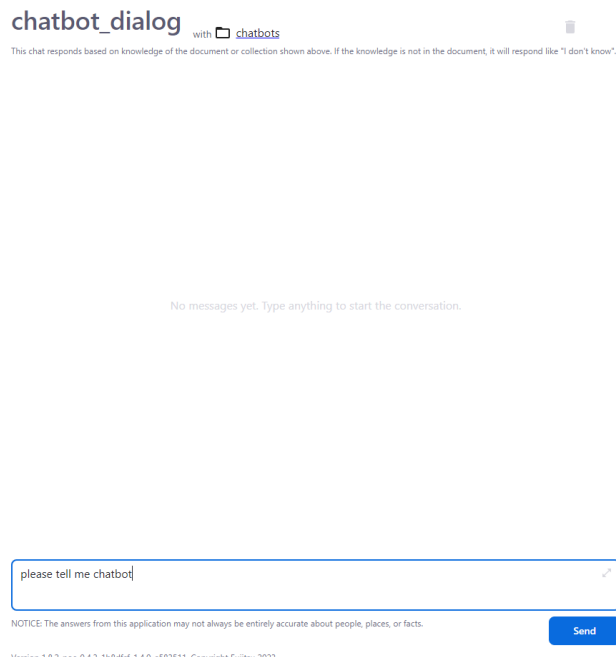 chatbot_dialog with chatbots
This chat responds based on knowledge of the document or collection shown above. If the knowledge is not in the document, it will respond like "I don't know".
No messages yet. Type anything to start the conversation.
please tell me chatbot
NOTICE: The answers from this application may not always be entirely accurate about people, places, or facts.
Send